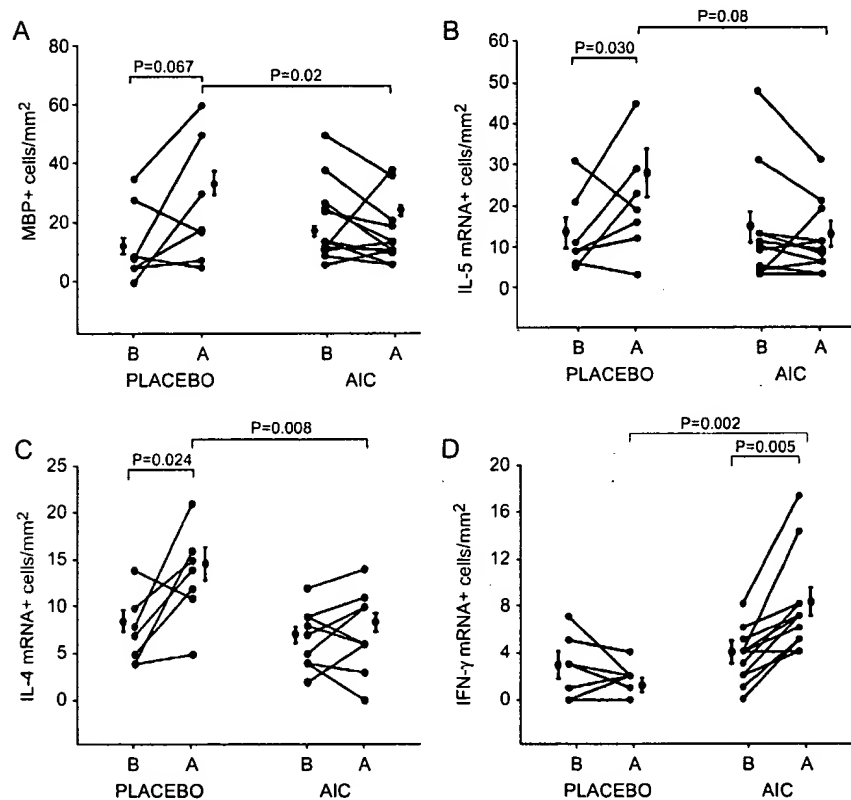 A
MBP+ cells/mm2
80
60
40
20
0
P=0.067
P=0.02
B A B A
PLACEBO AIC
B
IL-5 mRNA+ cells/mm2
60
50
40
30
20
10
0
P=0.030
P=0.08
B A B A
PLACEBO AIC
C
IL-4 mRNA+ cells/mm2
25
20
15
10
5
0
P=0.024
P=0.008
B A B A
PLACEBO AIC
D
IFN-γ mRNA+ cells/mm2
20
16
12
8
4
0
P=0.002
P=0.005
B A B A
PLACEBO AIC